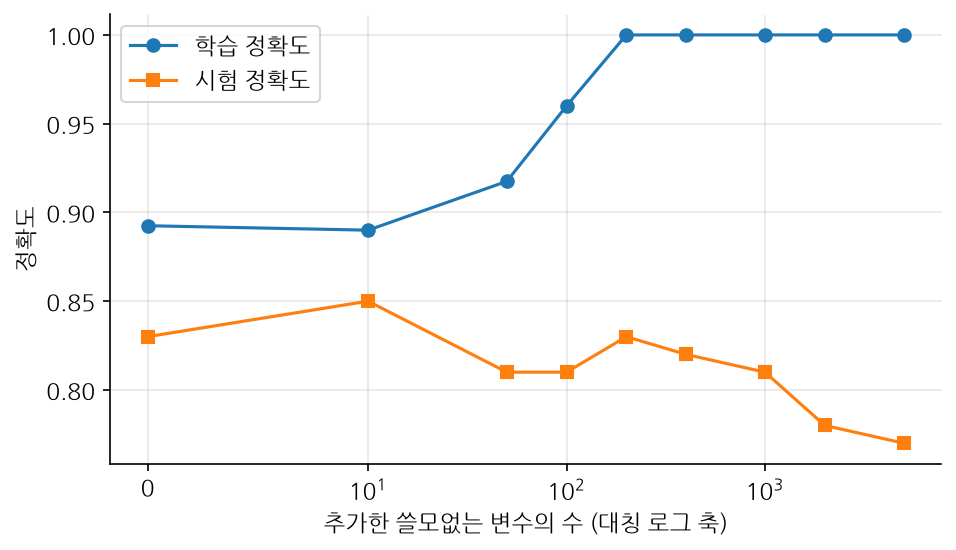 학습 정확도
시험 정확도
정확도
1.00
0.95
0.90
0.85
0.80
0
10¹
10²
10³
추가한 쓸모없는 변수의 수 (대칭 로그 축)